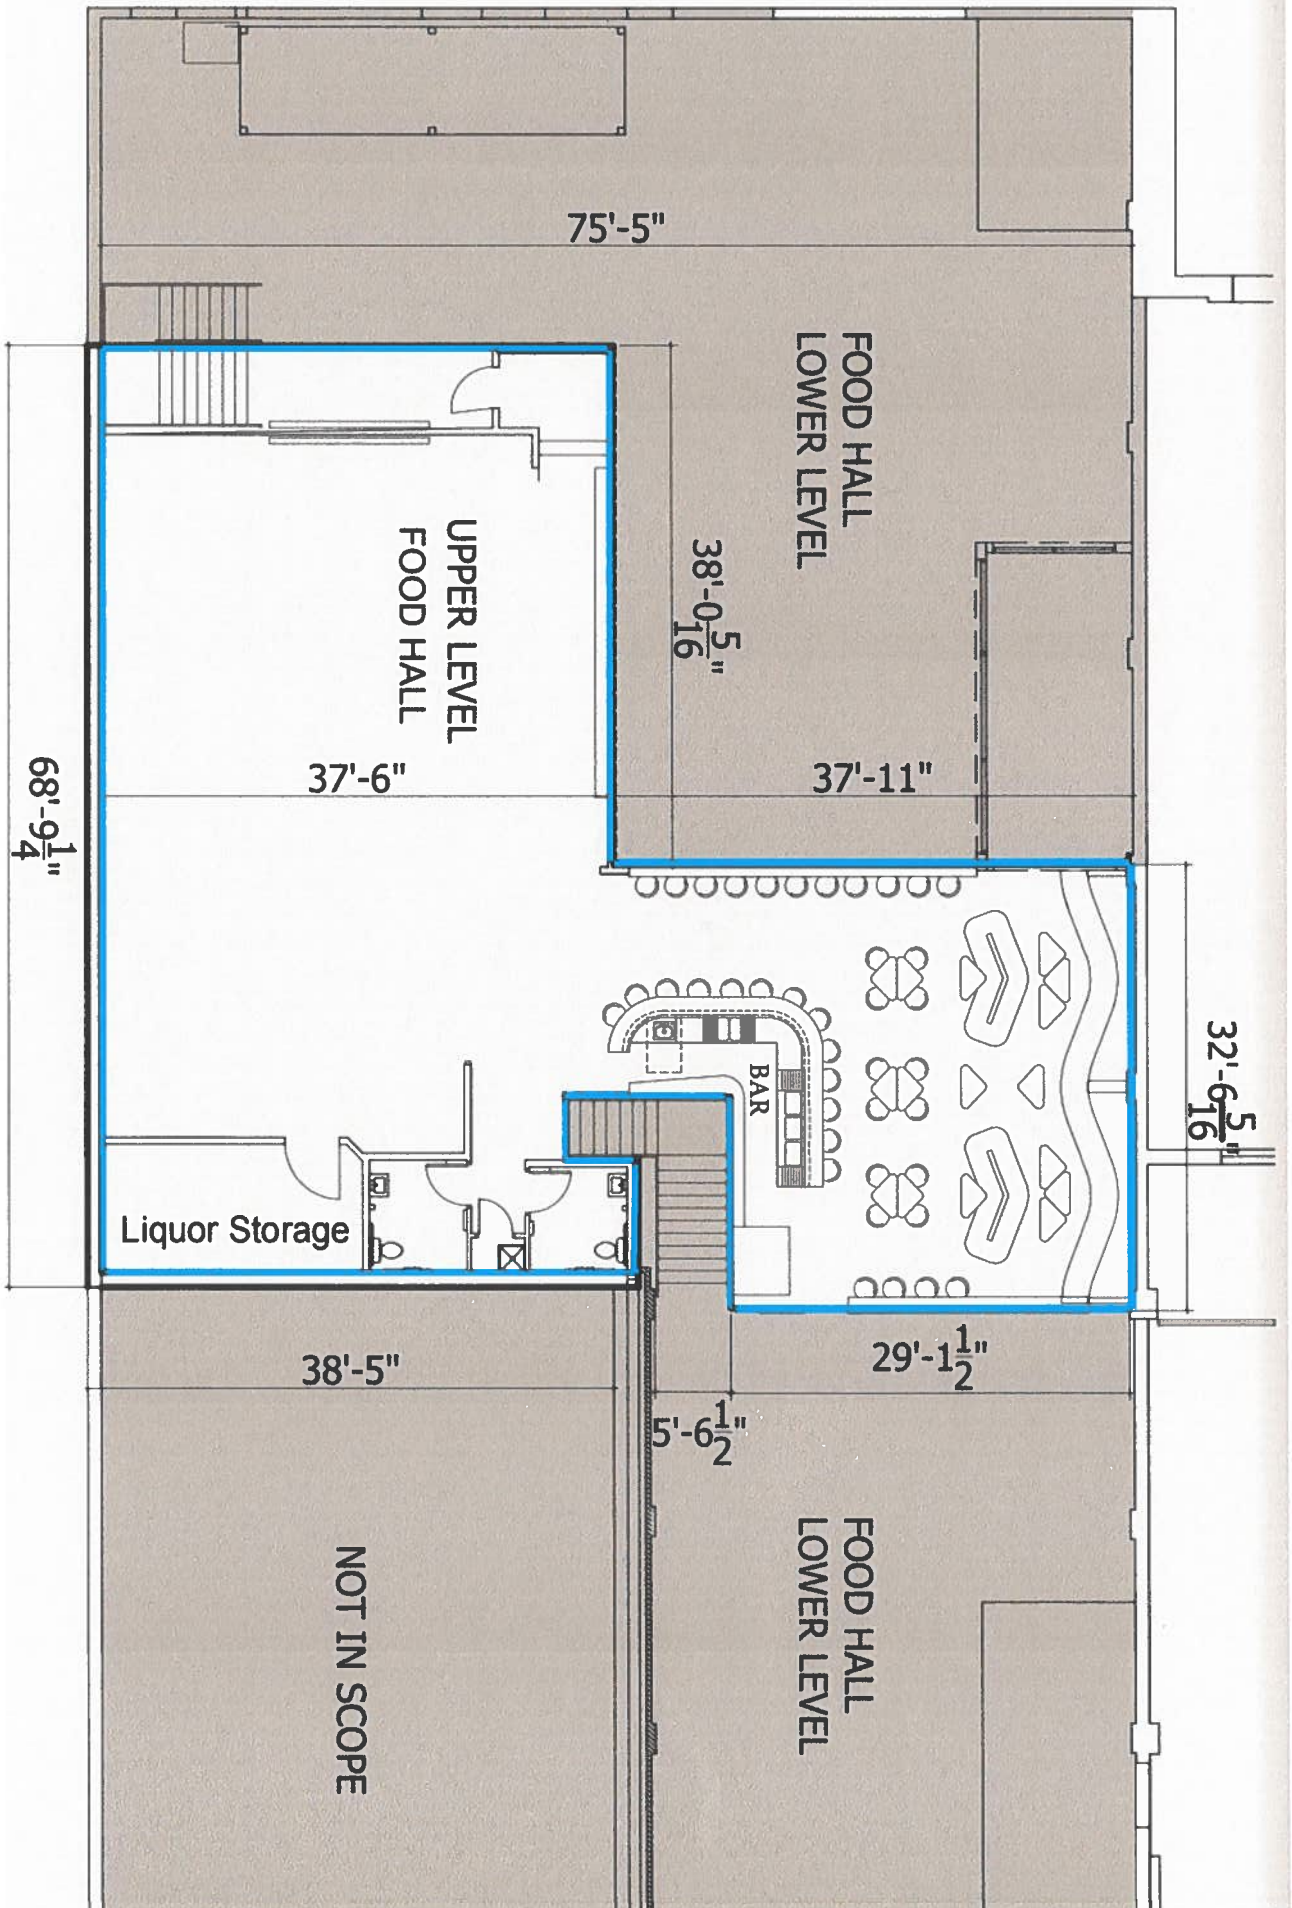 75'-5"
FOOD HALL
LOWER LEVEL
38'-0 5/16"
UPPER LEVEL
FOOD HALL
37'-6"
37'-11"
68'-9 1/4"
32'-6 5/16"
BAR
Liquor Storage
38'-5"
29'-1 1/2"
5'-6 1/2"
FOOD HALL
LOWER LEVEL
NOT IN SCOPE